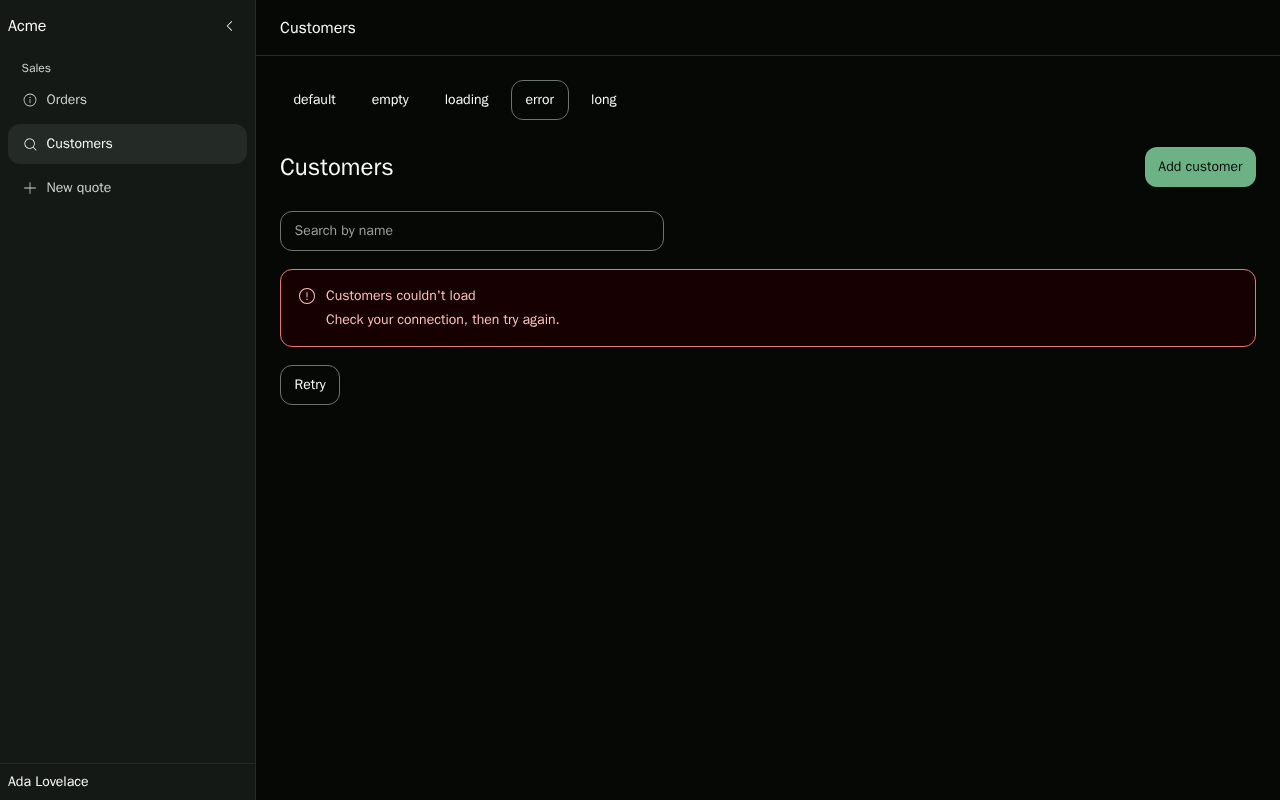 Acme
Sales
Orders
Customers
New quote
Ada Lovelace
Customers
default
empty
loading
error
long
Customers
Add customer
Search by name
Customers couldn't load
Check your connection, then try again.
Retry